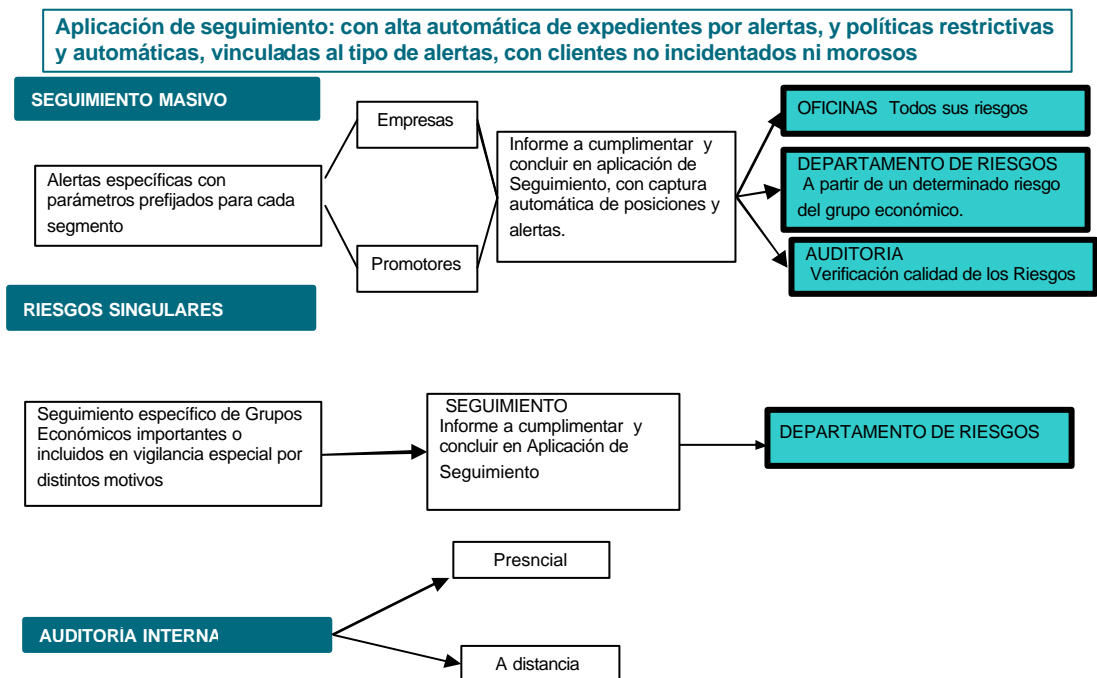 Aplicación de seguimiento: con alta automática de expedientes por alertas, y políticas restrictivas
y automáticas, vinculadas al tipo de alertas, con clientes no incidentados ni morosos
SEGUIMIENTO MASIVO
Alertas específicas con
parámetros prefijados para cada
segmento
Empresas
Promotores
Informe a cumplimentar y
concluir en aplicación de
Seguimiento, con captura
automática de posiciones y
alertas.
OFICINAS Todos sus riesgos
DEPARTAMENTO DE RIESGOS
A partir de un determinado riesgo
del grupo económico.
AUDITORIA
Verificación calidad de los Riesgos
RIESGOS SINGULARES
Seguimiento específico de Grupos
Económicos importantes o
incluidos en vigilancia especial por
distintos motivos
SEGUIMIENTO
Informe a cumplimentar y
concluir en Aplicación de
Seguimiento
DEPARTAMENTO DE RIESGOS
AUDITORÍA INTERNA
Presncial
A distancia